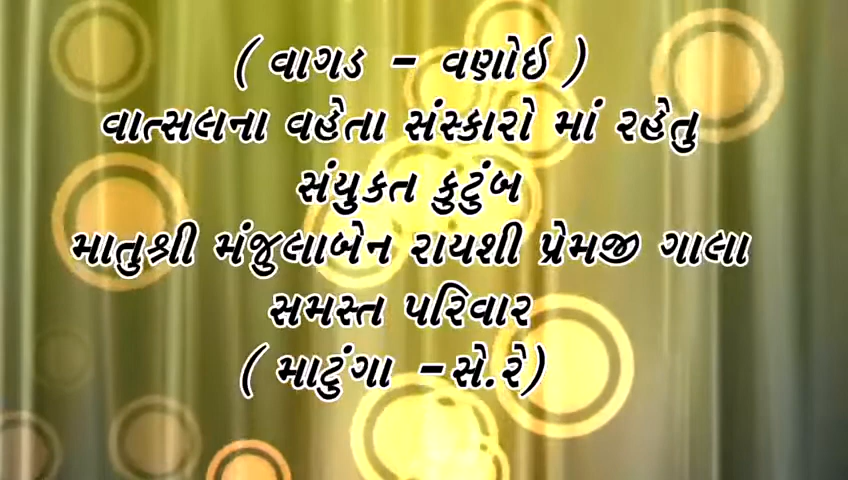 ( વાગડ - વણોઇ )
વાત્સલના વહેતા સંસ્કારો માં રહેતુ
સંયુકત કુટુંબ
માતુશ્રી મંજુલાબેન રાયશી પ્રેમજી ગાલા
સમસ્ત પરિવાર
( માટુંગા - સે.રે)